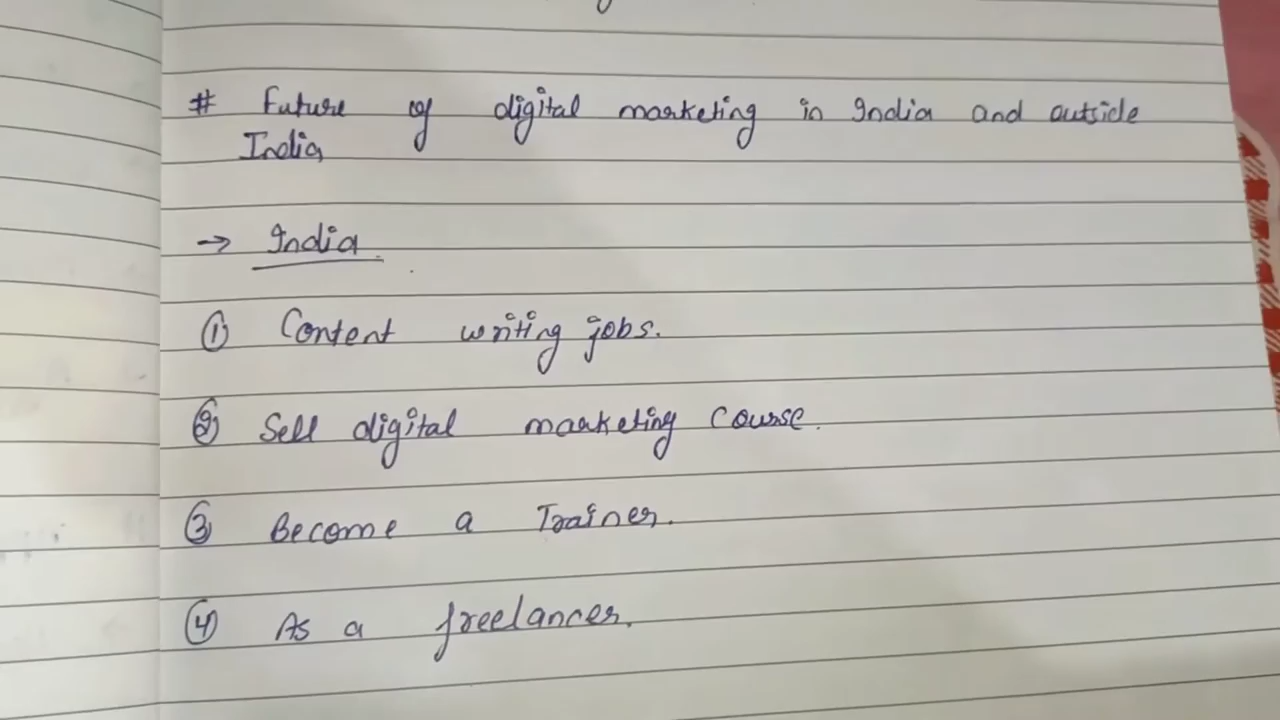 # Future of digital marketing in India and outside
India
→ India
① Content writing jobs.
② Sell digital marketing course.
③ Become a Trainer.
④ As a freelancer.